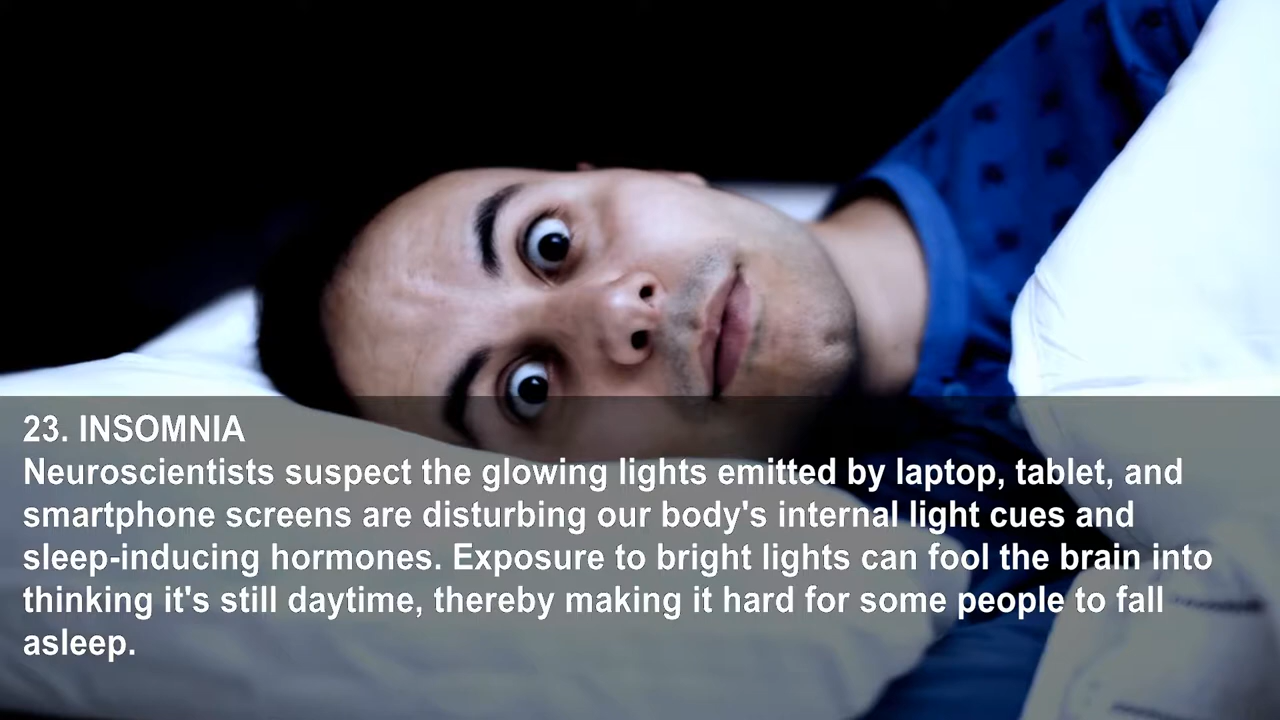 23. INSOMNIA
Neuroscientists suspect the glowing lights emitted by laptop, tablet, and
smartphone screens are disturbing our body's internal light cues and
sleep-inducing hormones. Exposure to bright lights can fool the brain into
thinking it's still daytime, thereby making it hard for some people to fall
asleep.